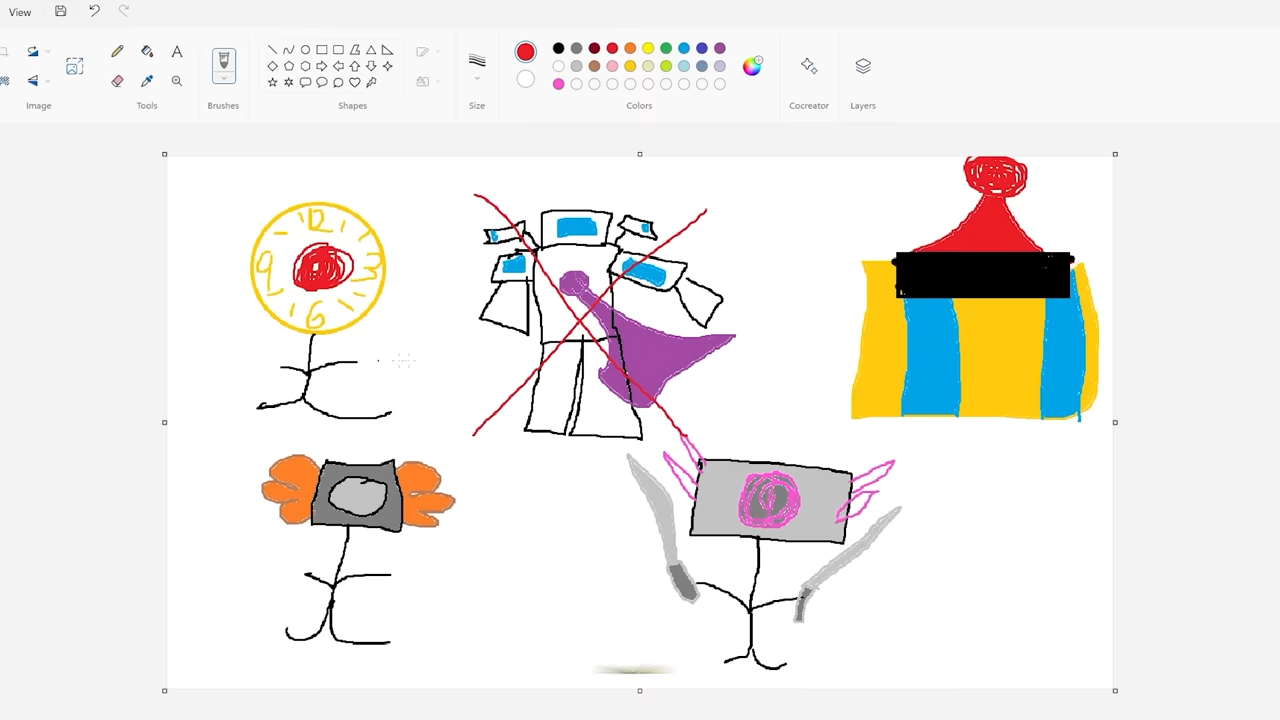 View
A
Image
Tools
Brushes
Shapes
Size
Colors
Cocreator
Layers
12
9 3
6